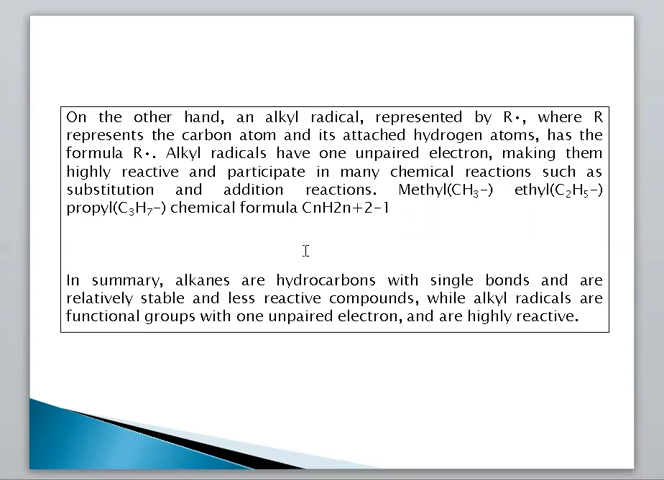 On the other hand, an alkyl radical, represented by R•, where R
represents the carbon atom and its attached hydrogen atoms, has the
formula R•. Alkyl radicals have one unpaired electron, making them
highly reactive and participate in many chemical reactions such as
substitution and addition reactions. Methyl(CH₃-) ethyl(C₂H₅-)
propyl(C₃H₇-) chemical formula CnH2n+2-1
In summary, alkanes are hydrocarbons with single bonds and are
relatively stable and less reactive compounds, while alkyl radicals are
functional groups with one unpaired electron, and are highly reactive.